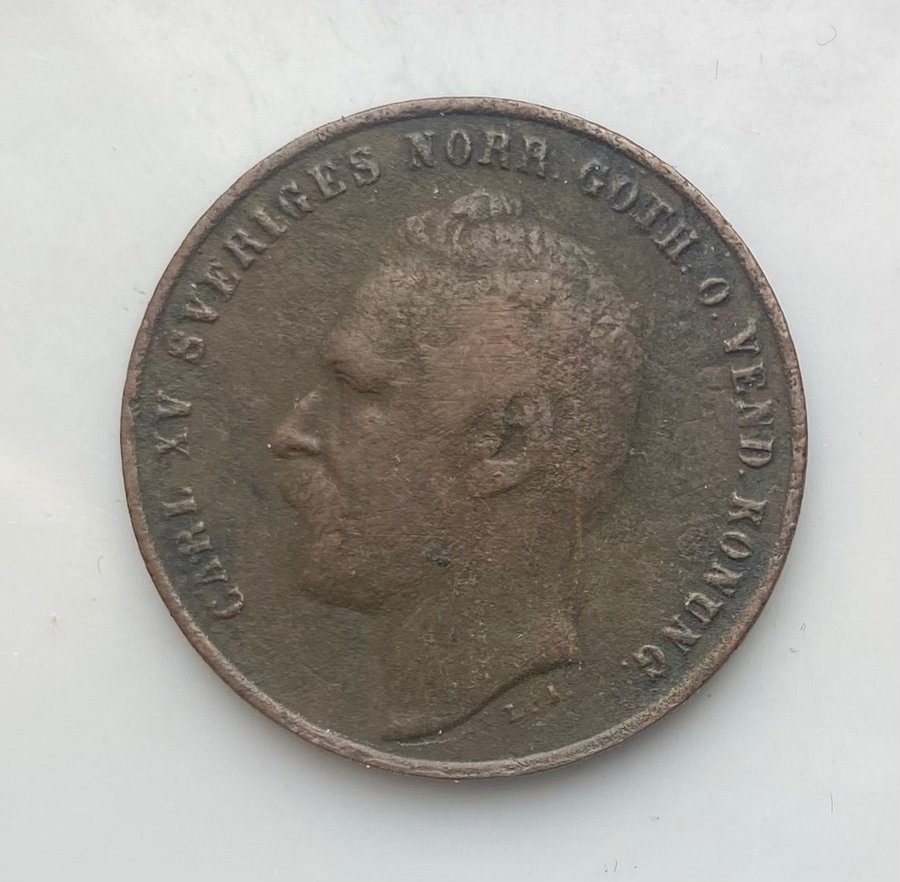 CARL XV SVERIGES NORR. GOTH. O. VEND. KONUNG.